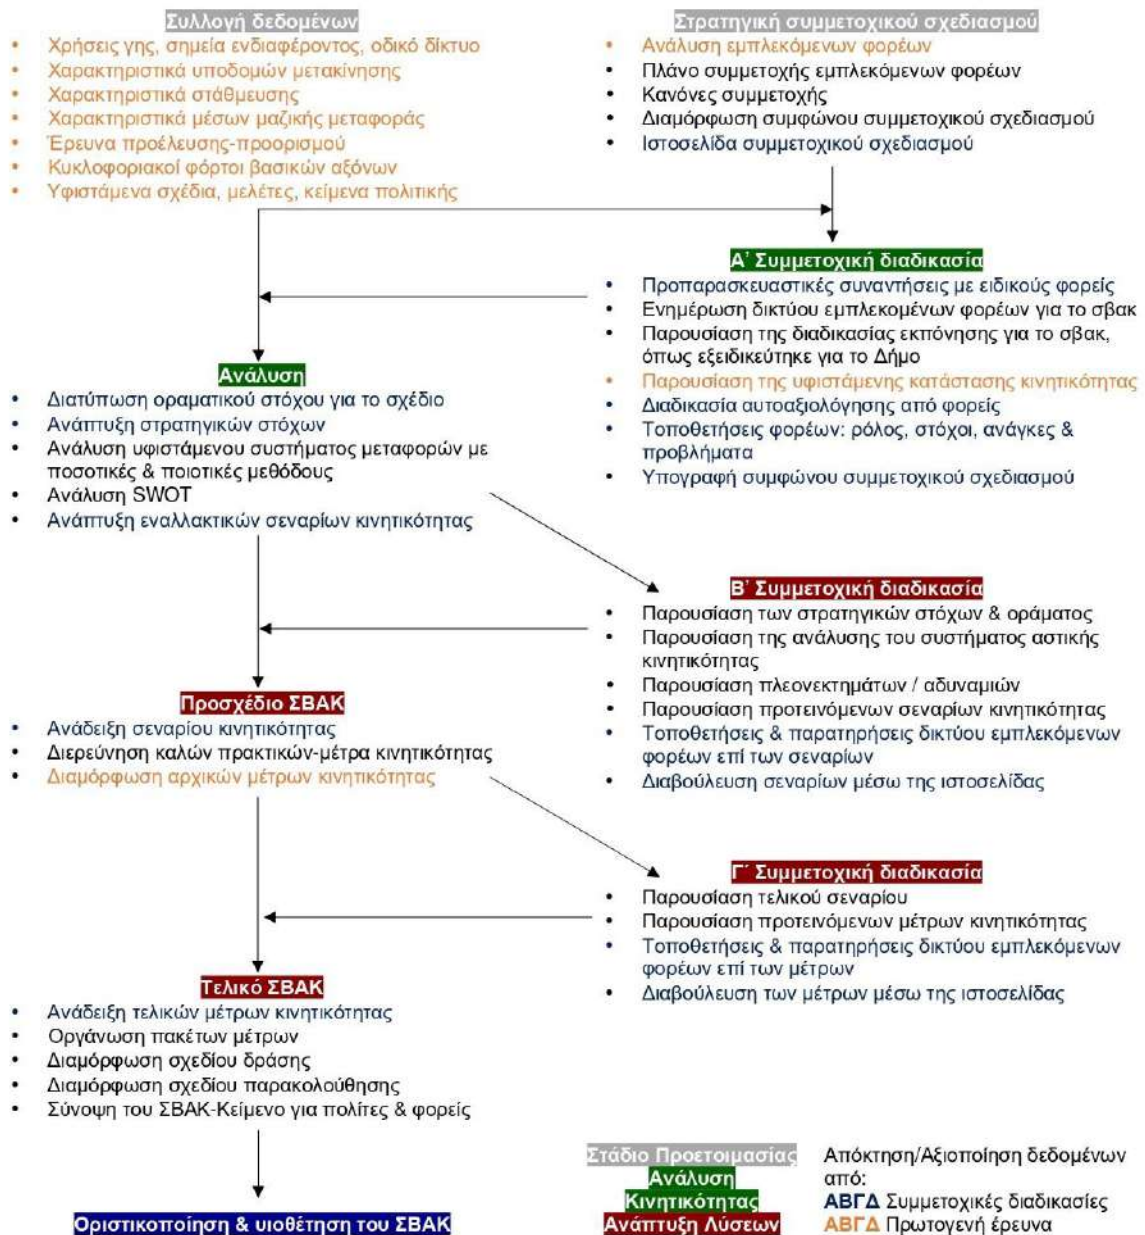 Συλλογή δεδομένων
• Χρήσεις γης, σημεία ενδιαφέροντος, οδικό δίκτυο
• Χαρακτηριστικά υποδομών μετακίνησης
• Χαρακτηριστικά στάθμευσης
• Χαρακτηριστικά μέσων μαζικής μεταφοράς
• Έρευνα προέλευσης-προορισμού
• Κυκλοφοριακοί φόρτοι βασικών αξόνων
• Υφιστάμενα σχέδια, μελέτες, κείμενα πολιτικής
Στρατηγική συμμετοχικού σχεδιασμού
• Ανάλυση εμπλεκόμενων φορέων
• Πλάνο συμμετοχής εμπλεκόμενων φορέων
• Κανόνες συμμετοχής
• Διαμόρφωση συμφώνου συμμετοχικού σχεδιασμού
• Ιστοσελίδα συμμετοχικού σχεδιασμού
Α' Συμμετοχική διαδικασία
• Προπαρασκευαστικές συναντήσεις με ειδικούς φορείς
• Ενημέρωση δικτύου εμπλεκομένων φορέων για το σβακ
• Παρουσίαση της διαδικασίας εκπόνησης για το σβακ,
όπως εξειδικεύτηκε για το Δήμο
• Παρουσίαση της υφιστάμενης κατάστασης κινητικότητας
• Διαδικασία αυτοαξιολόγησης από φορείς
• Τοποθετήσεις φορέων: ρόλος, στόχοι, ανάγκες &
προβλήματα
• Υπογραφή συμφώνου συμμετοχικού σχεδιασμού
Ανάλυση
• Διατύπωση οραματικού στόχου για το σχέδιο
• Ανάπτυξη στρατηγικών στόχων
• Ανάλυση υφιστάμενου συστήματος μεταφορών με
ποσοτικές & ποιοτικές μεθόδους
• Ανάλυση SWOT
• Ανάπτυξη εναλλακτικών σεναρίων κινητικότητας
Β' Συμμετοχική διαδικασία
• Παρουσίαση των στρατηγικών στόχων & οράματος
• Παρουσίαση της ανάλυσης του συστήματος αστικής
κινητικότητας
• Παρουσίαση πλεονεκτημάτων / αδυναμιών
• Παρουσίαση προτεινόμενων σεναρίων κινητικότητας
• Τοποθετήσεις & παρατηρήσεις δικτύου εμπλεκόμενων
φορέων επί των σεναρίων
• Διαβούλευση σεναρίων μέσω της ιστοσελίδας
Προσχέδιο ΣΒΑΚ
• Ανάδειξη σεναρίου κινητικότητας
• Διερεύνηση καλών πρακτικών-μέτρα κινητικότητας
• Διαμόρφωση αρχικών μέτρων κινητικότητας
Γ΄ Συμμετοχική διαδικασία
• Παρουσίαση τελικού σεναρίου
• Παρουσίαση προτεινόμενων μέτρων κινητικότητας
• Τοποθετήσεις & παρατηρήσεις δικτύου εμπλεκόμενων
φορέων επί των μέτρων
• Διαβούλευση των μέτρων μέσω της ιστοσελίδας
Τελικό ΣΒΑΚ
• Ανάδειξη τελικών μέτρων κινητικότητας
• Οργάνωση πακέτων μέτρων
• Διαμόρφωση σχεδίου δράσης
• Διαμόρφωση σχεδίου παρακολούθησης
• Σύνοψη του ΣΒΑΚ-Κείμενο για πολίτες & φορείς
Οριστικοποίηση & υιοθέτηση του ΣΒΑΚ
Στάδιο Προετοιμασίας
Ανάλυση
Κινητικότητας
Ανάπτυξη Λύσεων
Απόκτηση/Αξιοποίηση δεδομένων
από:
ΑΒΓΔ Συμμετοχικές διαδικασίες
ΑΒΓΔ Πρωτογενή έρευνα